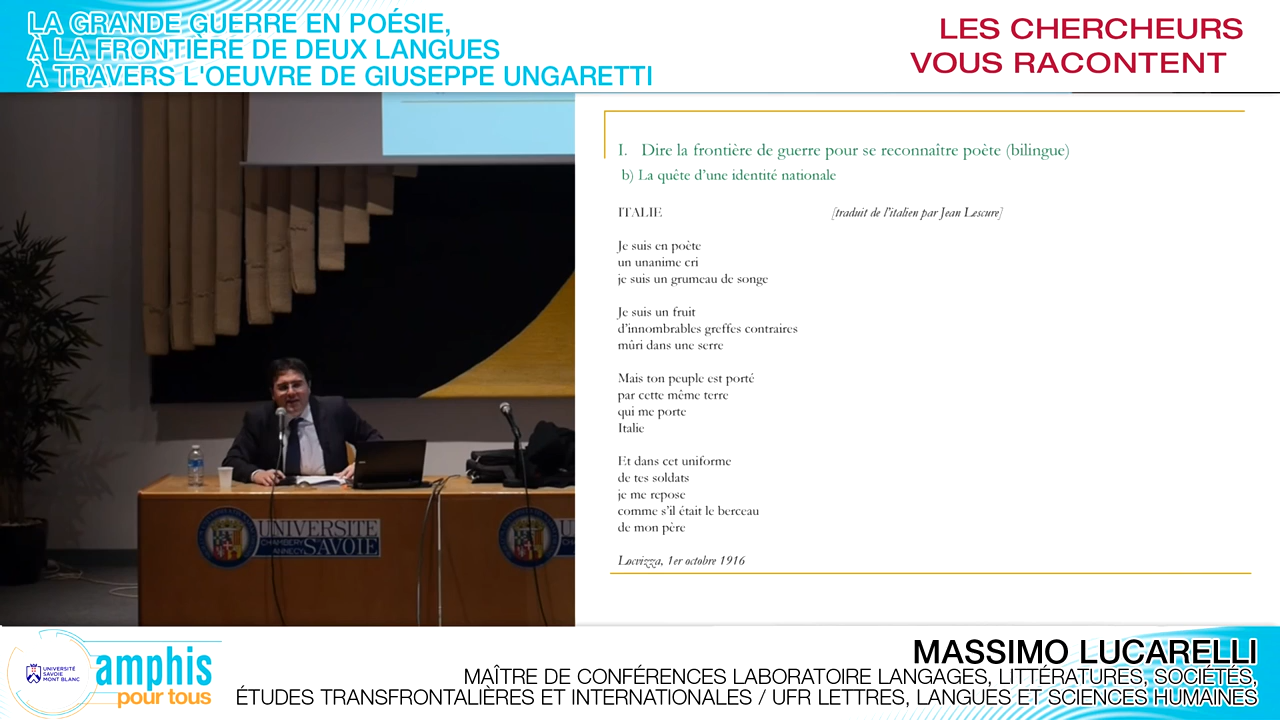 LA GRANDE GUERRE EN POÉSIE,
À LA FRONTIÈRE DE DEUX LANGUES
À TRAVERS L'OEUVRE DE GIUSEPPE UNGARETTI
LES CHERCHEURS
VOUS RACONTENT
I. Dire la frontière de guerre pour se reconnaître poète (bilingue)
b) La quête d'une identité nationale
ITALIE [traduit de l'italien par Jean Lescure]
Je suis en poète
un unanime cri
je suis un grumeau de songe
Je suis un fruit
d'innombrables greffes contraires
mûri dans une serre
Mais ton peuple est porté
par cette même terre
qui me porte
Italie
Et dans cet uniforme
de tes soldats
je me repose
comme s'il était le berceau
de mon père
Locvizza, 1er octobre 1916
UNIVERSITE
CHAMBERY SAVOIE
ANNECY
UNIVERSITÉ
SAVOIE
MONT BLANC
amphis
pour tous
MASSIMO LUCARELLI
MAÎTRE DE CONFÉRENCES LABORATOIRE LANGAGES, LITTÉRATURES, SOCIÉTÉS,
ÉTUDES TRANSFRONTALIÈRES ET INTERNATIONALES / UFR LETTRES, LANGUES ET SCIENCES HUMAINES